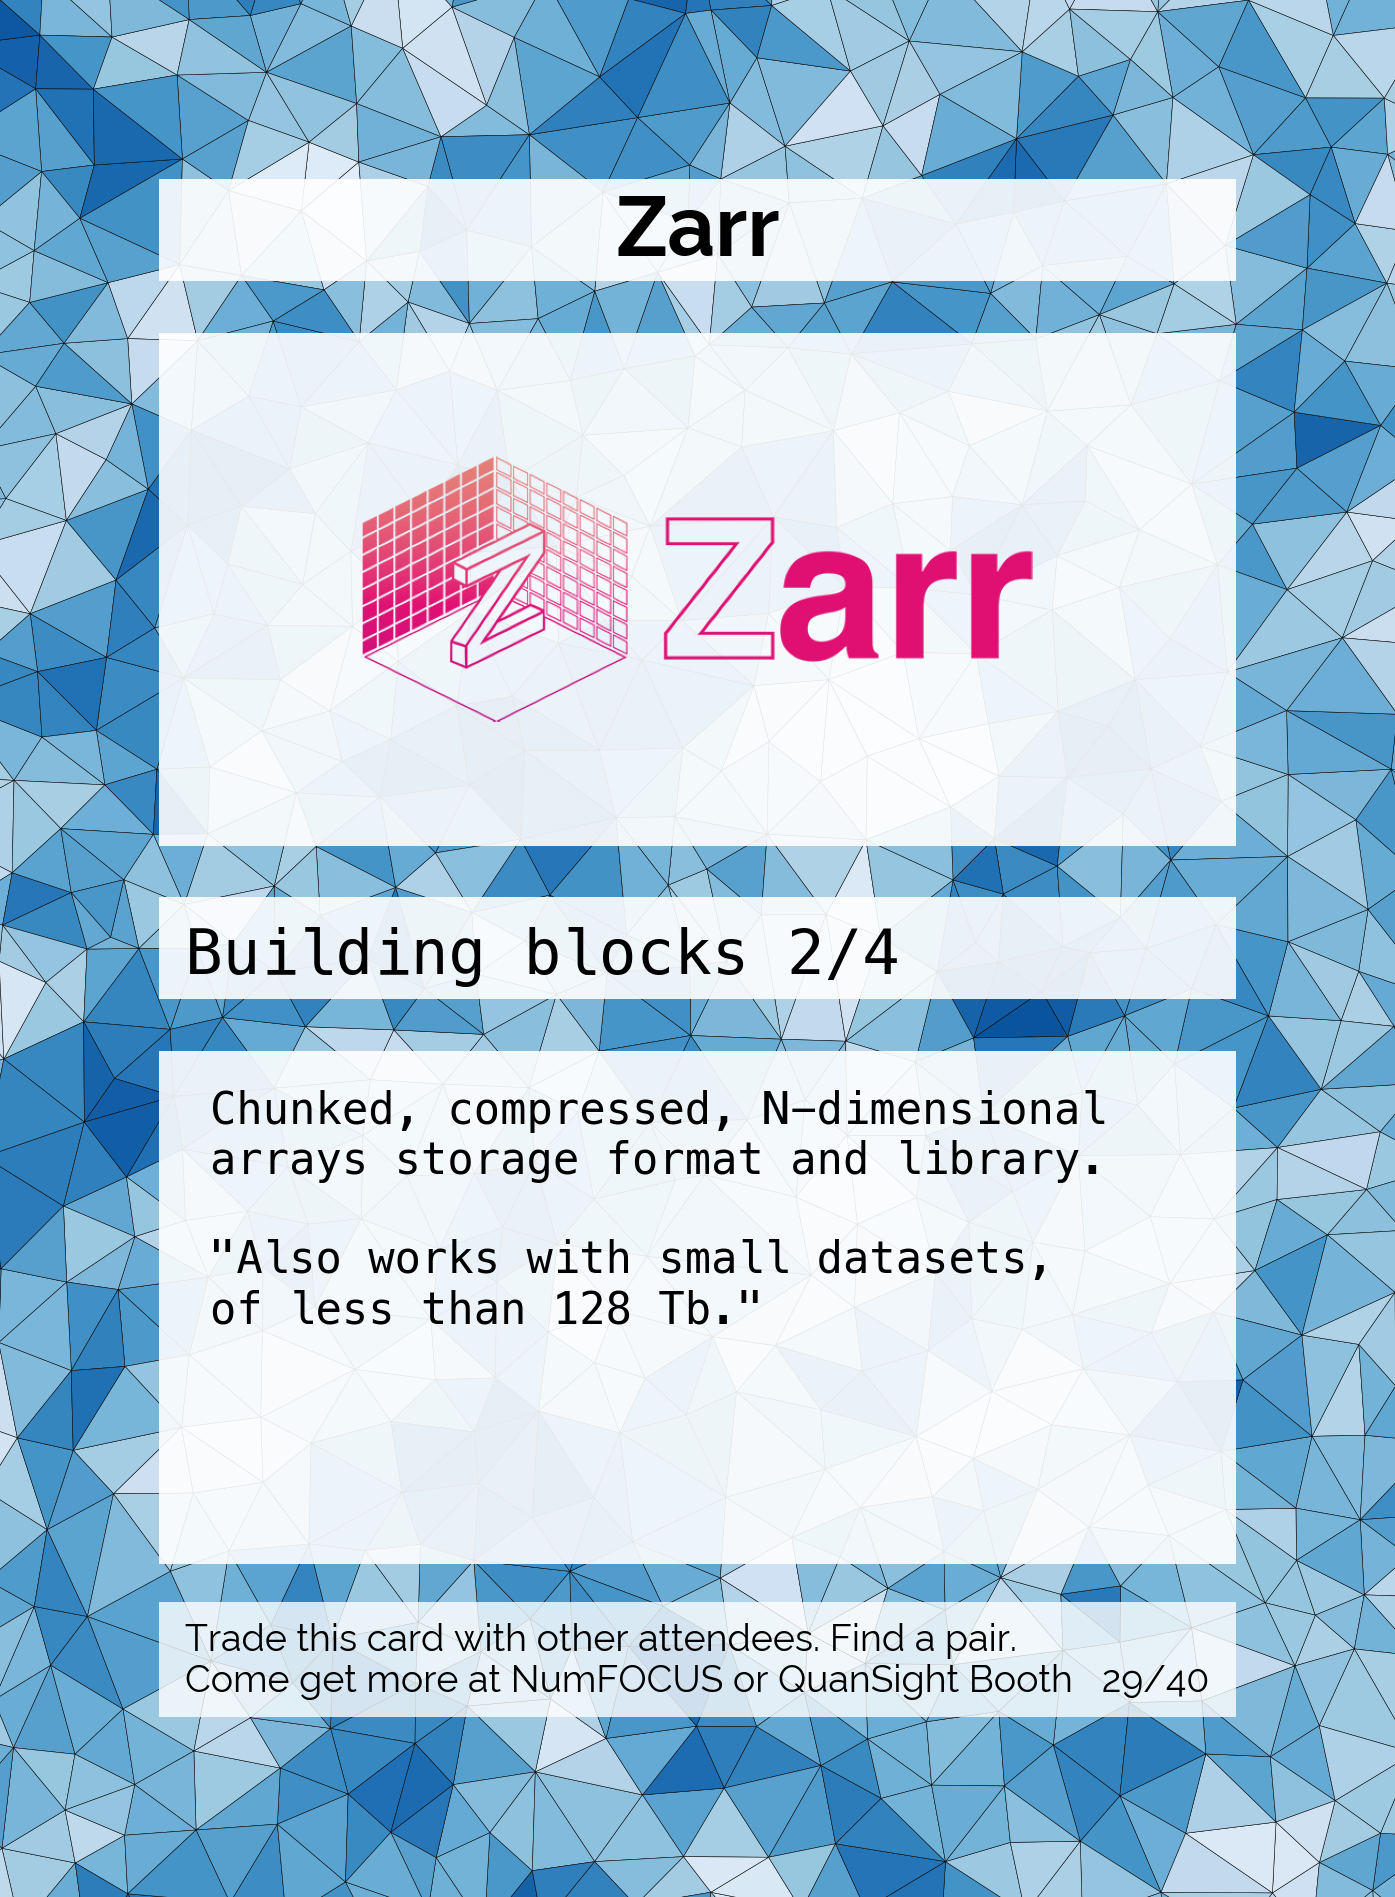 Zarr
Z
Zarr
Building blocks 2/4
Chunked, compressed, N-dimensional
arrays storage format and library.
"Also works with small datasets,
of less than 128 Tb."
Trade this card with other attendees. Find a pair.
Come get more at NumFOCUS or QuanSight Booth 29/40